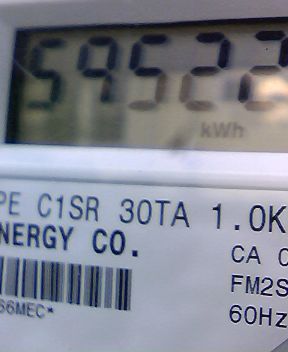 59522
kWh
PE C1SR 30TA 1.0K
NERGY CO.
CA
FM2S
60Hz
66MEC*